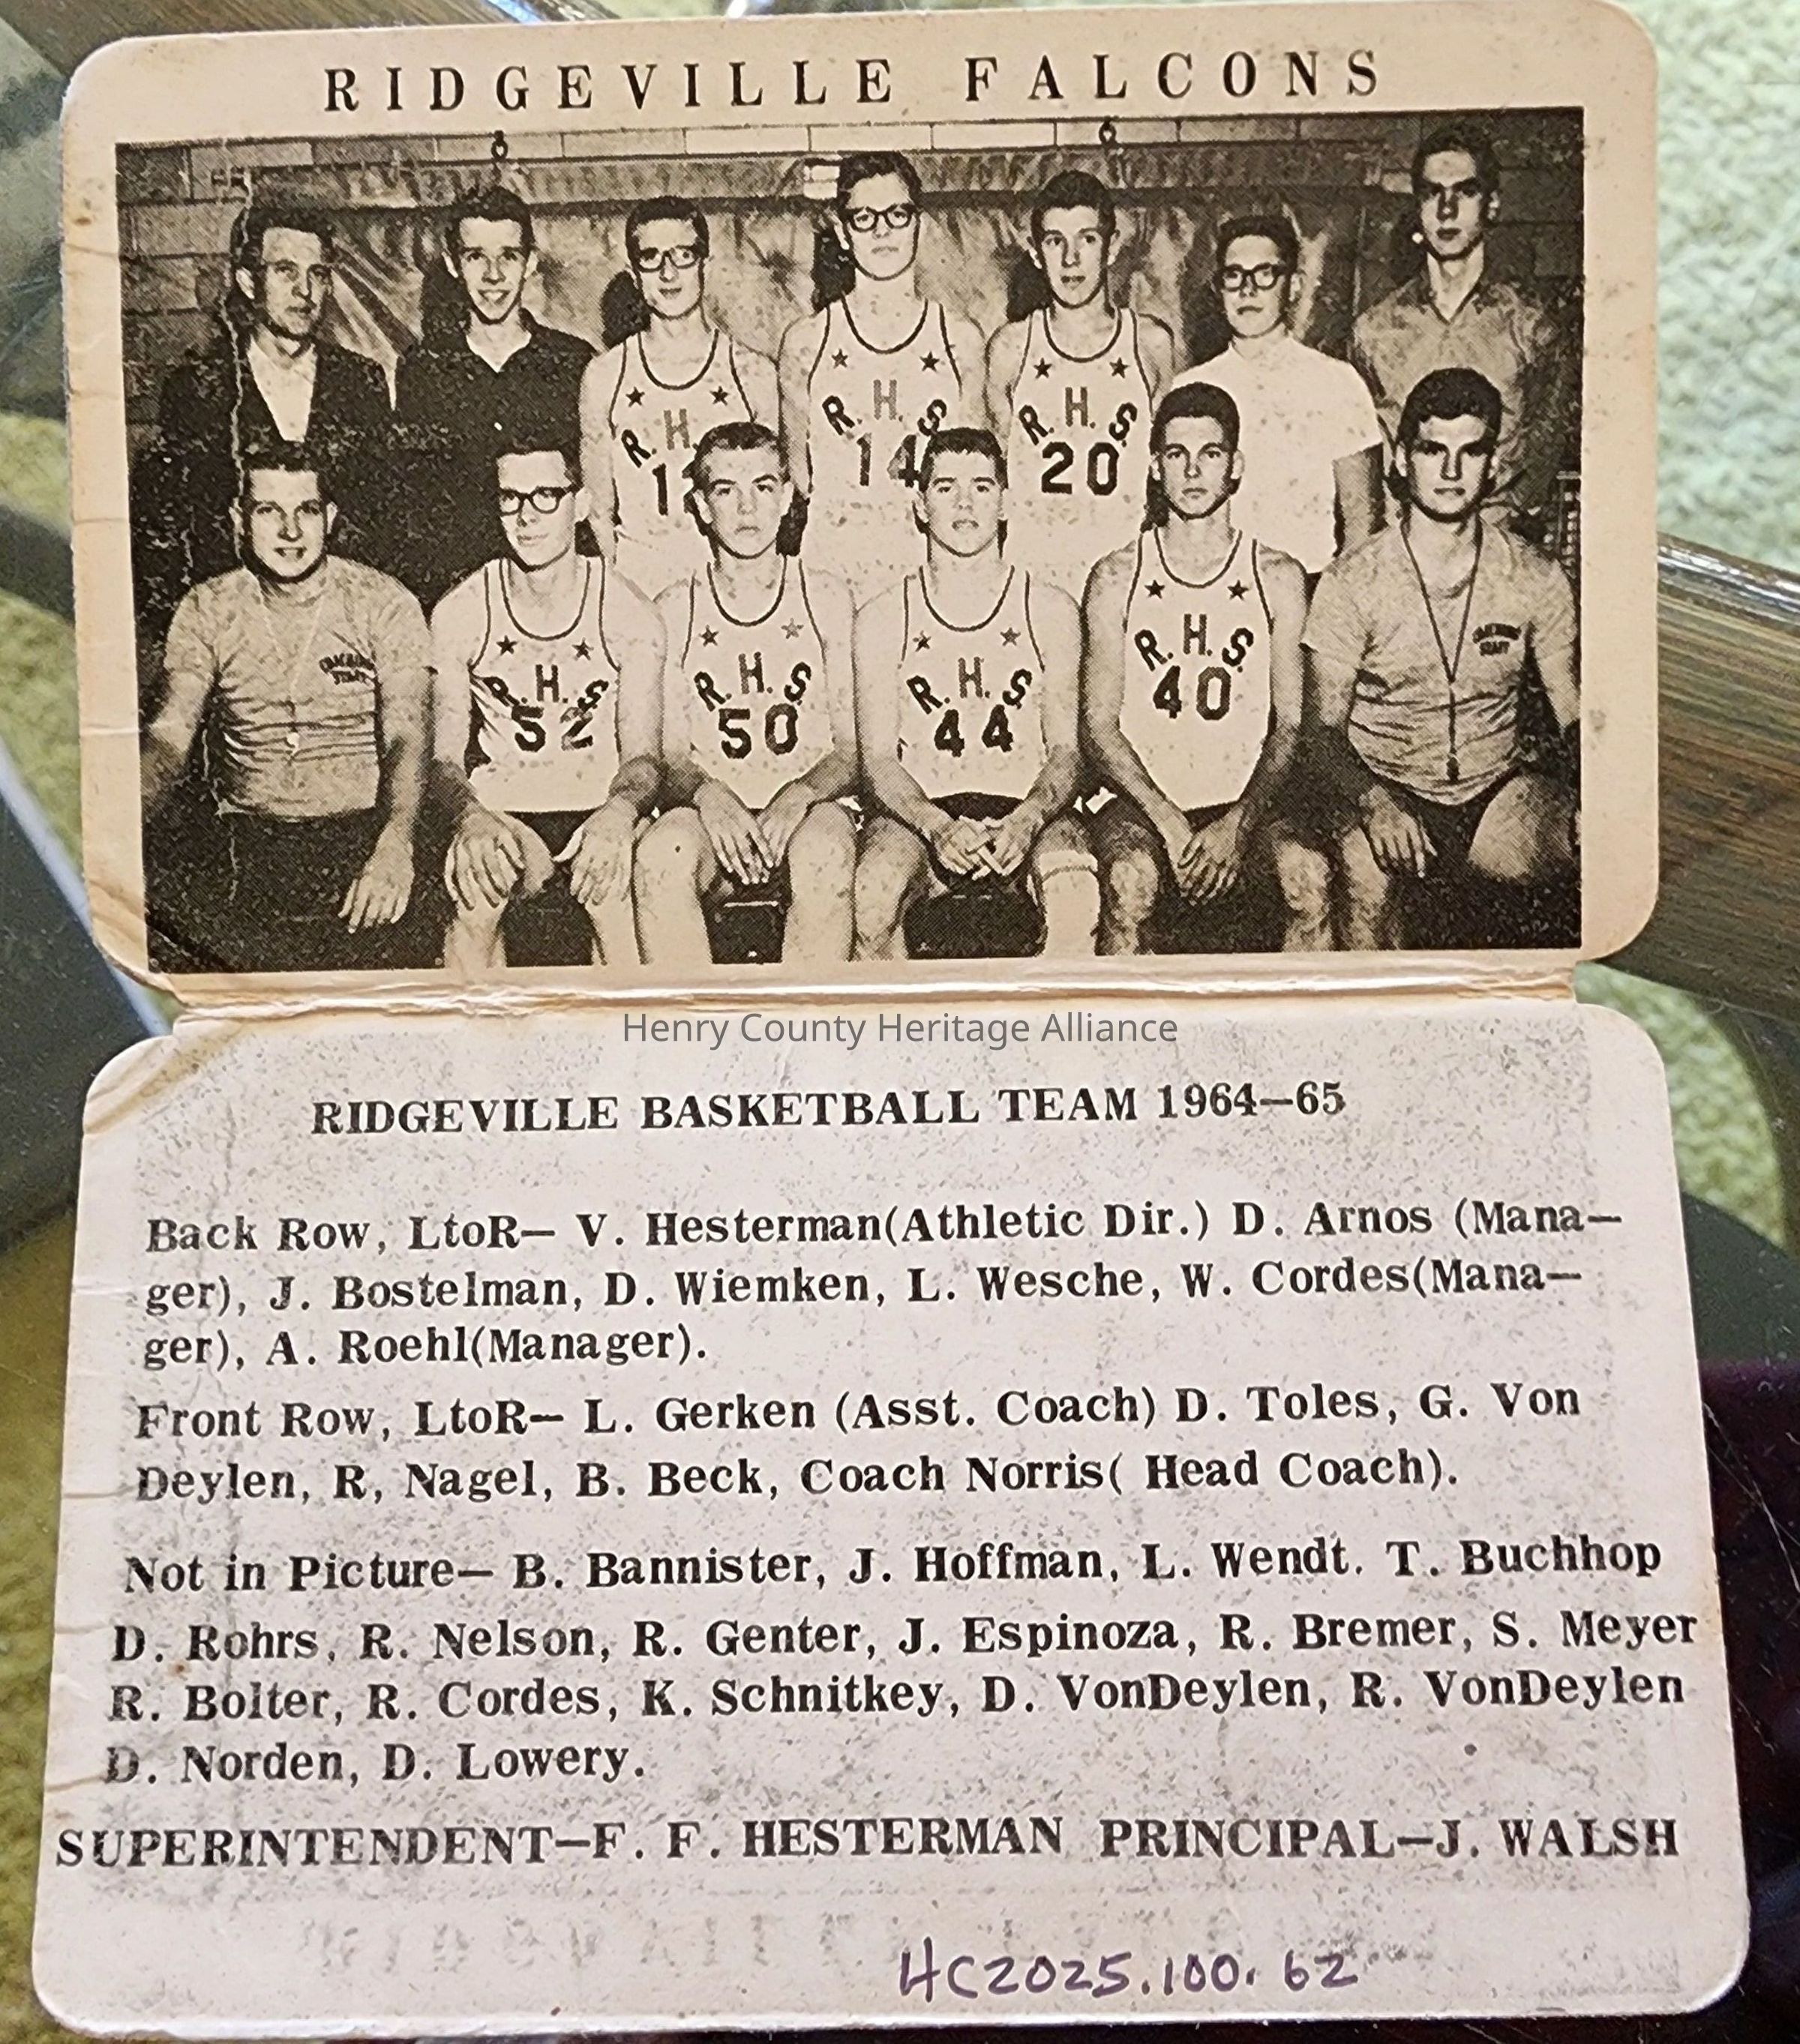 RIDGEVILLE FALCONS
R. H.
R. H. S.
14
R. H. S.
20
COACHING
STAFF
R. H. S.
52
R. H. S.
50
R. H. S.
44
R. H. S.
40
COACHING
STAFF
Henry County Heritage Alliance
RIDGEVILLE BASKETBALL TEAM 1964—65
Back Row, LtoR— V. Hesterman(Athletic Dir.) D. Arnos (Mana—
ger), J. Bostelman, D. Wiemken, L. Wesche, W. Cordes(Mana—
ger), A. Roehl(Manager).
Front Row, LtoR— L. Gerken (Asst. Coach) D. Toles, G. Von
Deylen, R, Nagel, B. Beck, Coach Norris( Head Coach).
Not in Picture— B. Bannister, J. Hoffman, L. Wendt. T. Buchhop
D. Rohrs, R. Nelson, R. Genter, J. Espinoza, R. Bremer, S. Meyer
R. Bolter, R. Cordes, K. Schnitkey, D. VonDeylen, R. VonDeylen
D. Norden, D. Lowery.
SUPERINTENDENT—F. F. HESTERMAN PRINCIPAL—J. WALSH
HC2025.100.62